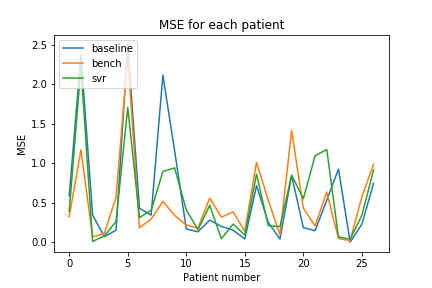 MSE for each patient
2.5
2.0
1.5
1.0
0.5
0.0
MSE
baseline
bench
svr
0 5 10 15 20 25
Patient number